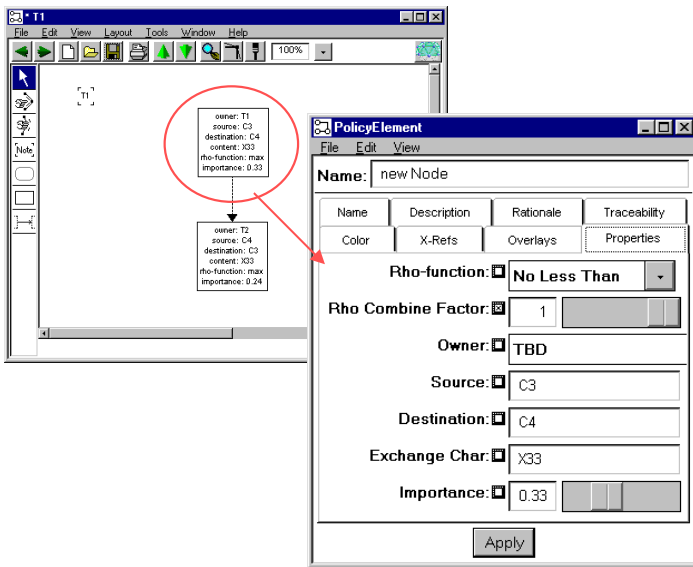 * T1
File Edit View Layout Tools Window Help
100%
T1
Note
owner: T1
source: C3
destination: C4
content: X33
rho-function: max
importance: 0.33
owner: T2
source: C4
destination: C3
content: X33
rho-function: max
importance: 0.24
PolicyElement
File Edit View
Name: new Node
Name Description Rationale Traceability
Color X-Refs Overlays Properties
Rho-function: No Less Than
Rho Combine Factor: 1
Owner: TBD
Source: C3
Destination: C4
Exchange Char: X33
Importance: 0.33
Apply